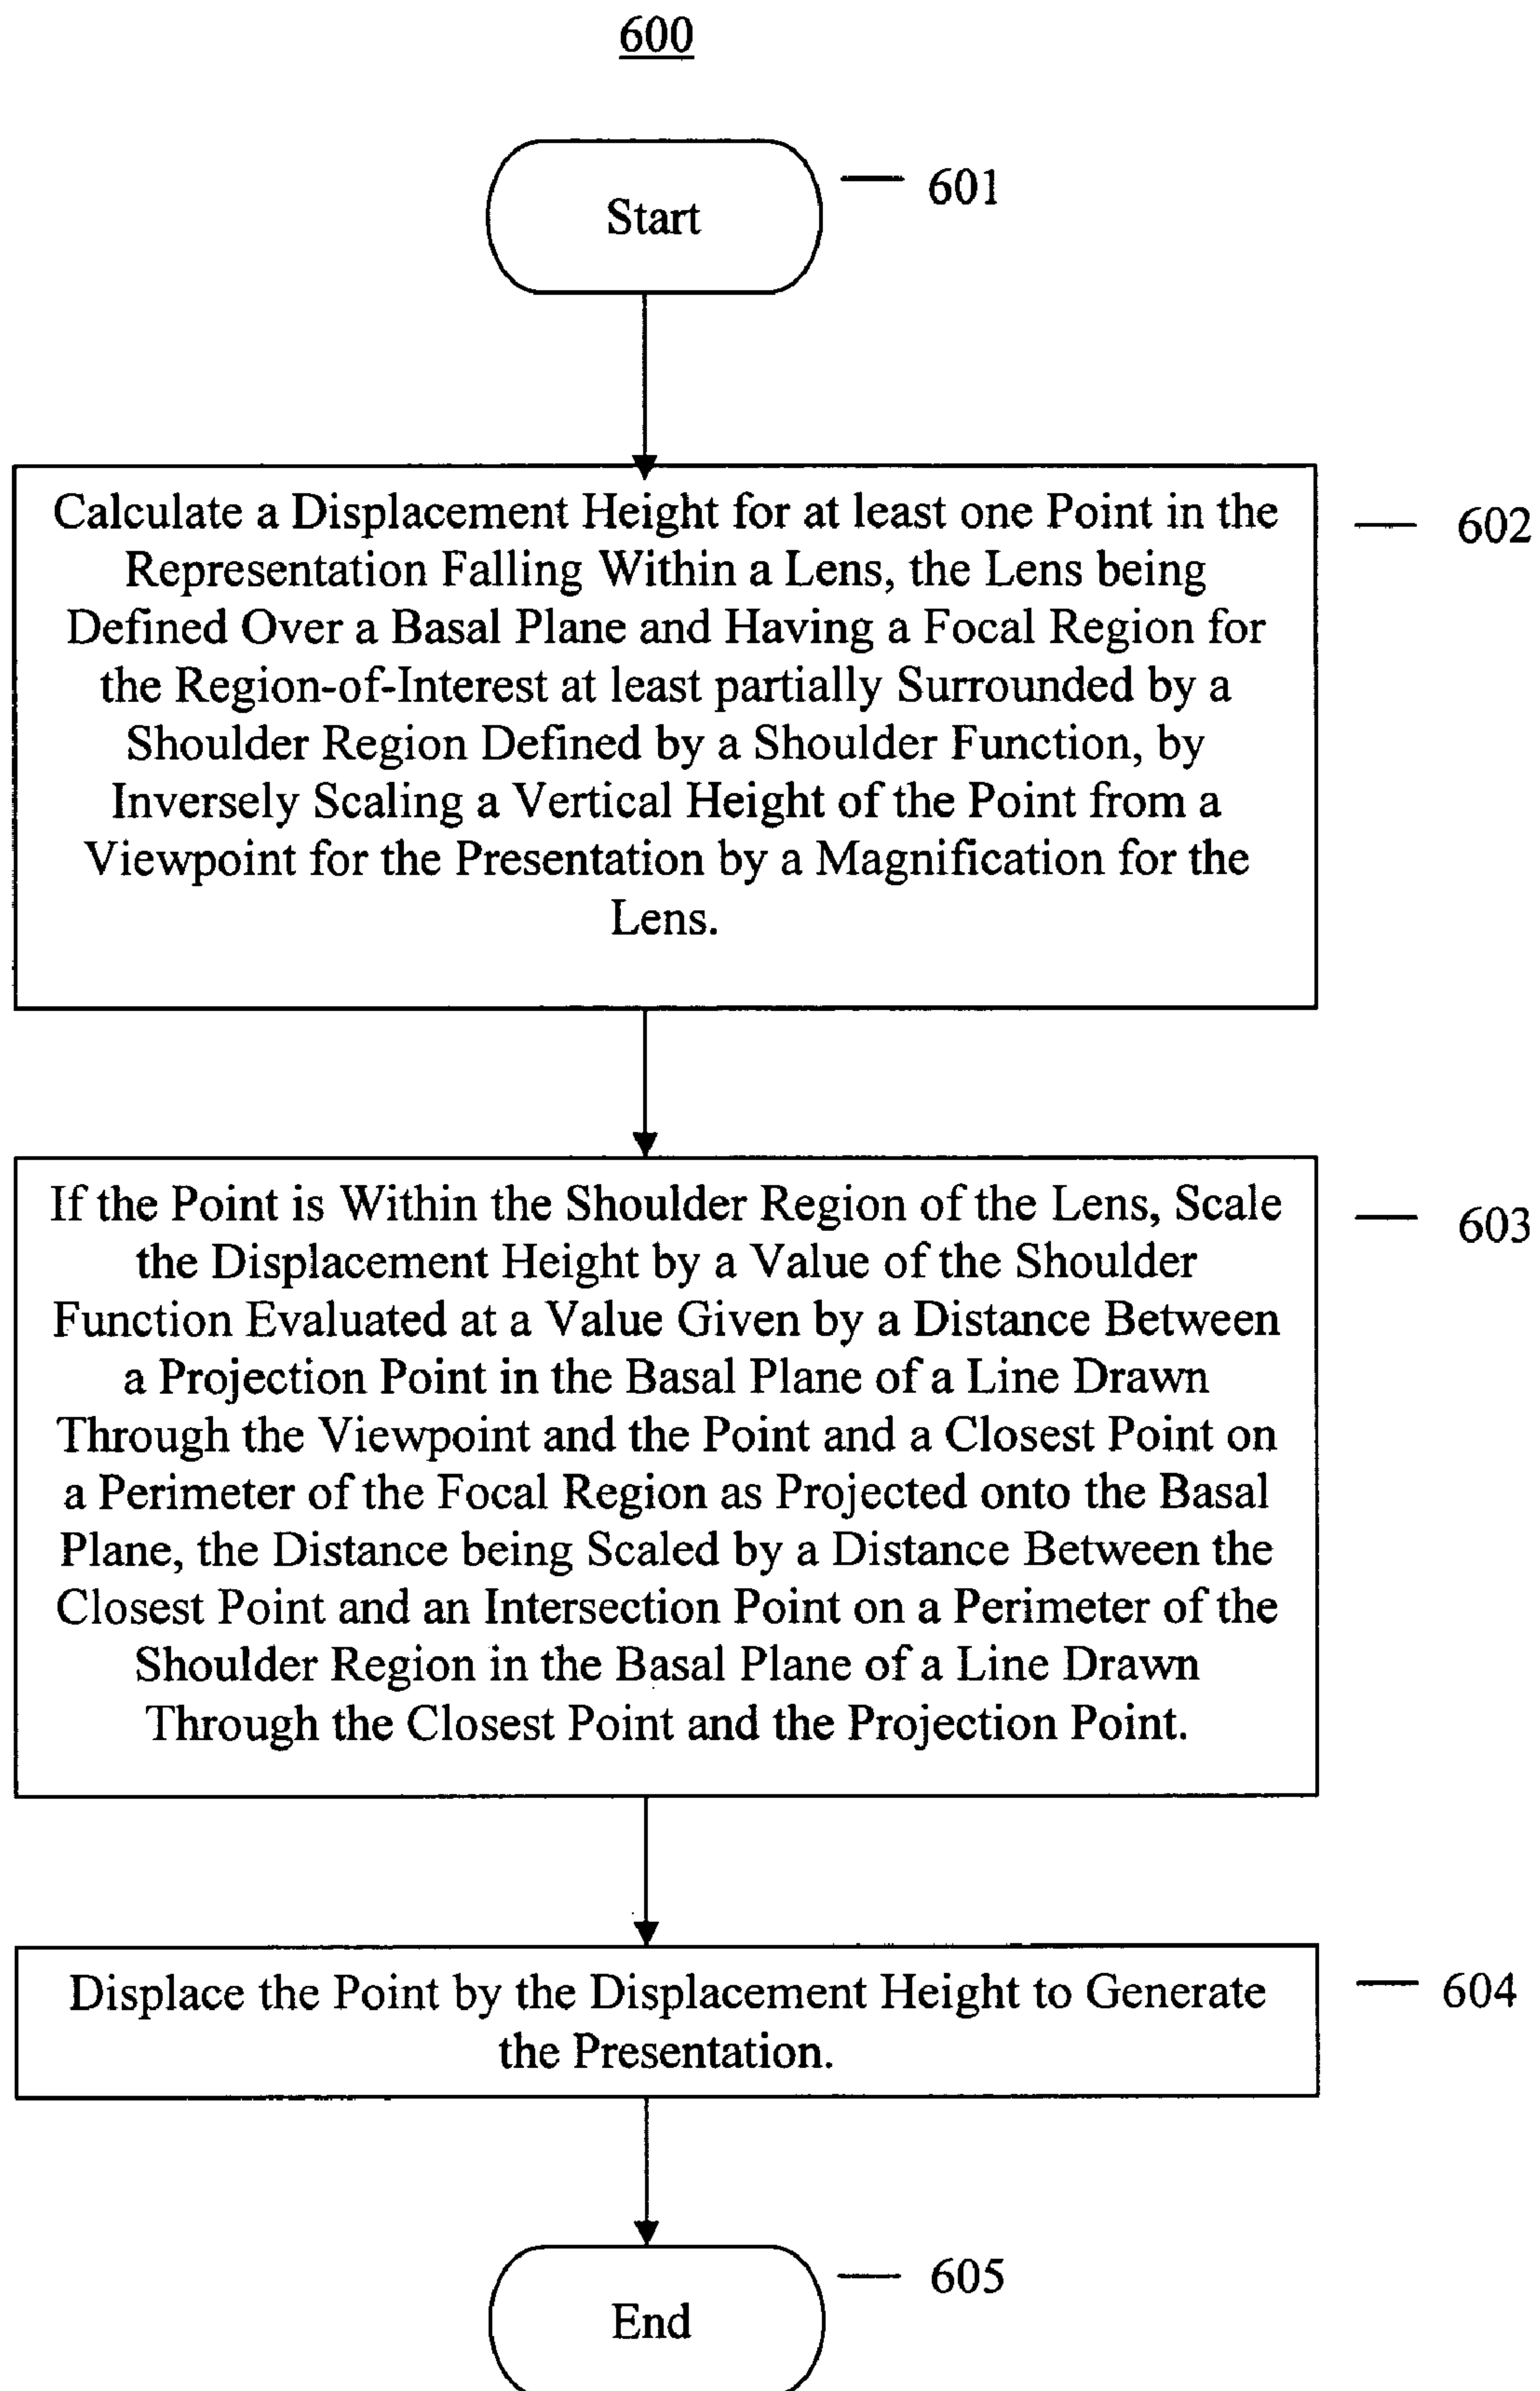 600
Start
601
Calculate a Displacement Height for at least one Point in the
Representation Falling Within a Lens, the Lens being
Defined Over a Basal Plane and Having a Focal Region for
the Region-of-Interest at least partially Surrounded by a
Shoulder Region Defined by a Shoulder Function, by
Inversely Scaling a Vertical Height of the Point from a
Viewpoint for the Presentation by a Magnification for the
Lens.
602
If the Point is Within the Shoulder Region of the Lens, Scale
the Displacement Height by a Value of the Shoulder
Function Evaluated at a Value Given by a Distance Between
a Projection Point in the Basal Plane of a Line Drawn
Through the Viewpoint and the Point and a Closest Point on
a Perimeter of the Focal Region as Projected onto the Basal
Plane, the Distance being Scaled by a Distance Between the
Closest Point and an Intersection Point on a Perimeter of the
Shoulder Region in the Basal Plane of a Line Drawn
Through the Closest Point and the Projection Point.
603
Displace the Point by the Displacement Height to Generate
the Presentation.
604
End
605